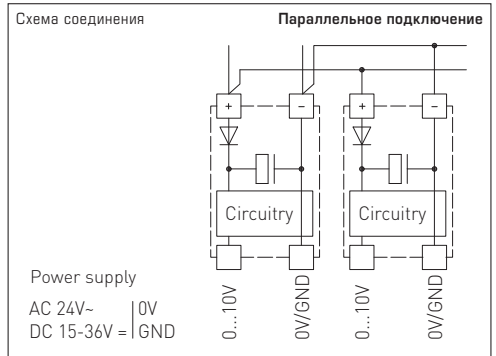 Схема соединения
Параллельное подключение
+ − + −
Circuitry Circuitry
Power supply
AC 24V~ 0V
DC 15-36V = GND
0...10V
0V/GND
0...10V
0V/GND